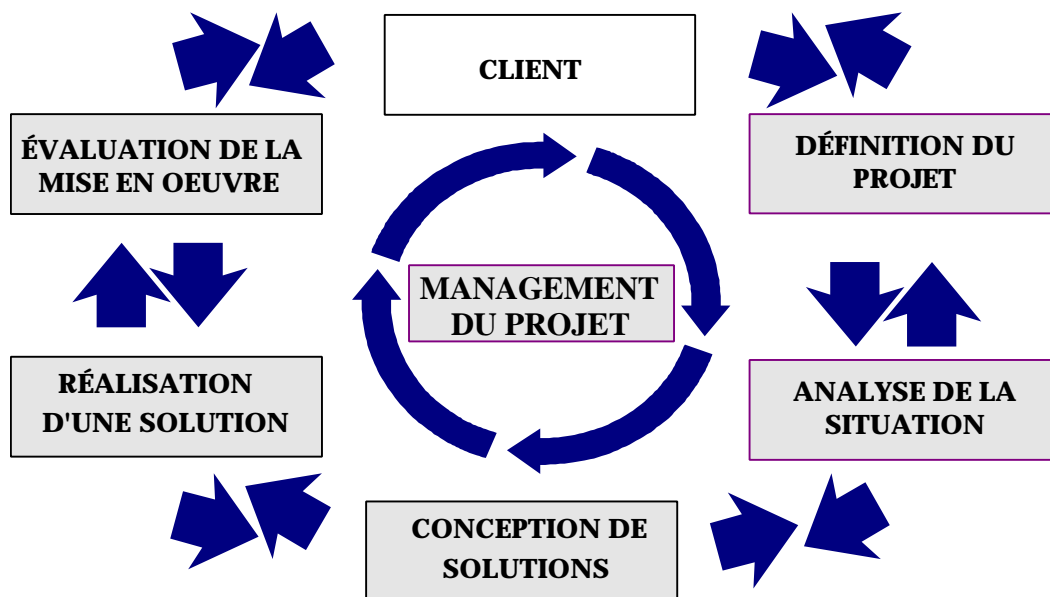 CLIENT
ÉVALUATION DE LA
MISE EN OEUVRE
DÉFINITION DU
PROJET
MANAGEMENT
DU PROJET
RÉALISATION
D'UNE SOLUTION
ANALYSE DE LA
SITUATION
CONCEPTION DE
SOLUTIONS